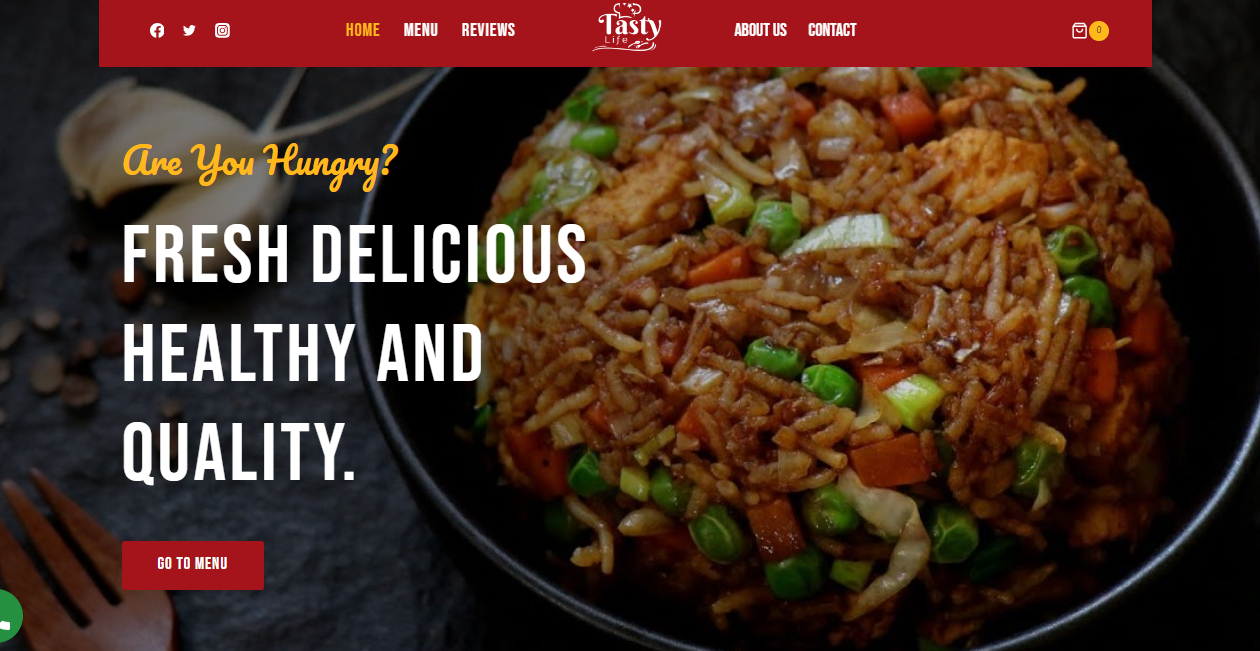 HOME MENU REVIEWS Tasty Life ABOUT US CONTACT 0
Are You Hungry?
FRESH DELICIOUS
HEALTHY AND
QUALITY.
GO TO MENU